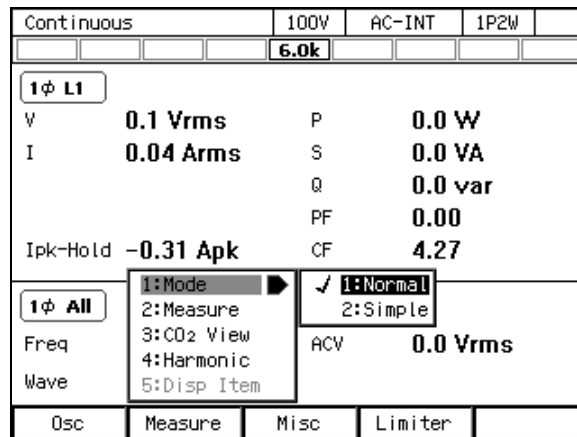 Continuous 100V AC-INT 1P2W
6.0k
1ϕ L1
V 0.1 Vrms P 0.0 W
I 0.04 Arms S 0.0 VA
Q 0.0 var
PF 0.00
Ipk-Hold -0.31 Apk CF 4.27
1:Mode ✓ 1:Normal
1ϕ All 2:Measure 2:Simple
Freq 3:CO₂ View ACV 0.0 Vrms
4:Harmonic
Wave 5:Disp Item
Osc Measure Misc Limiter